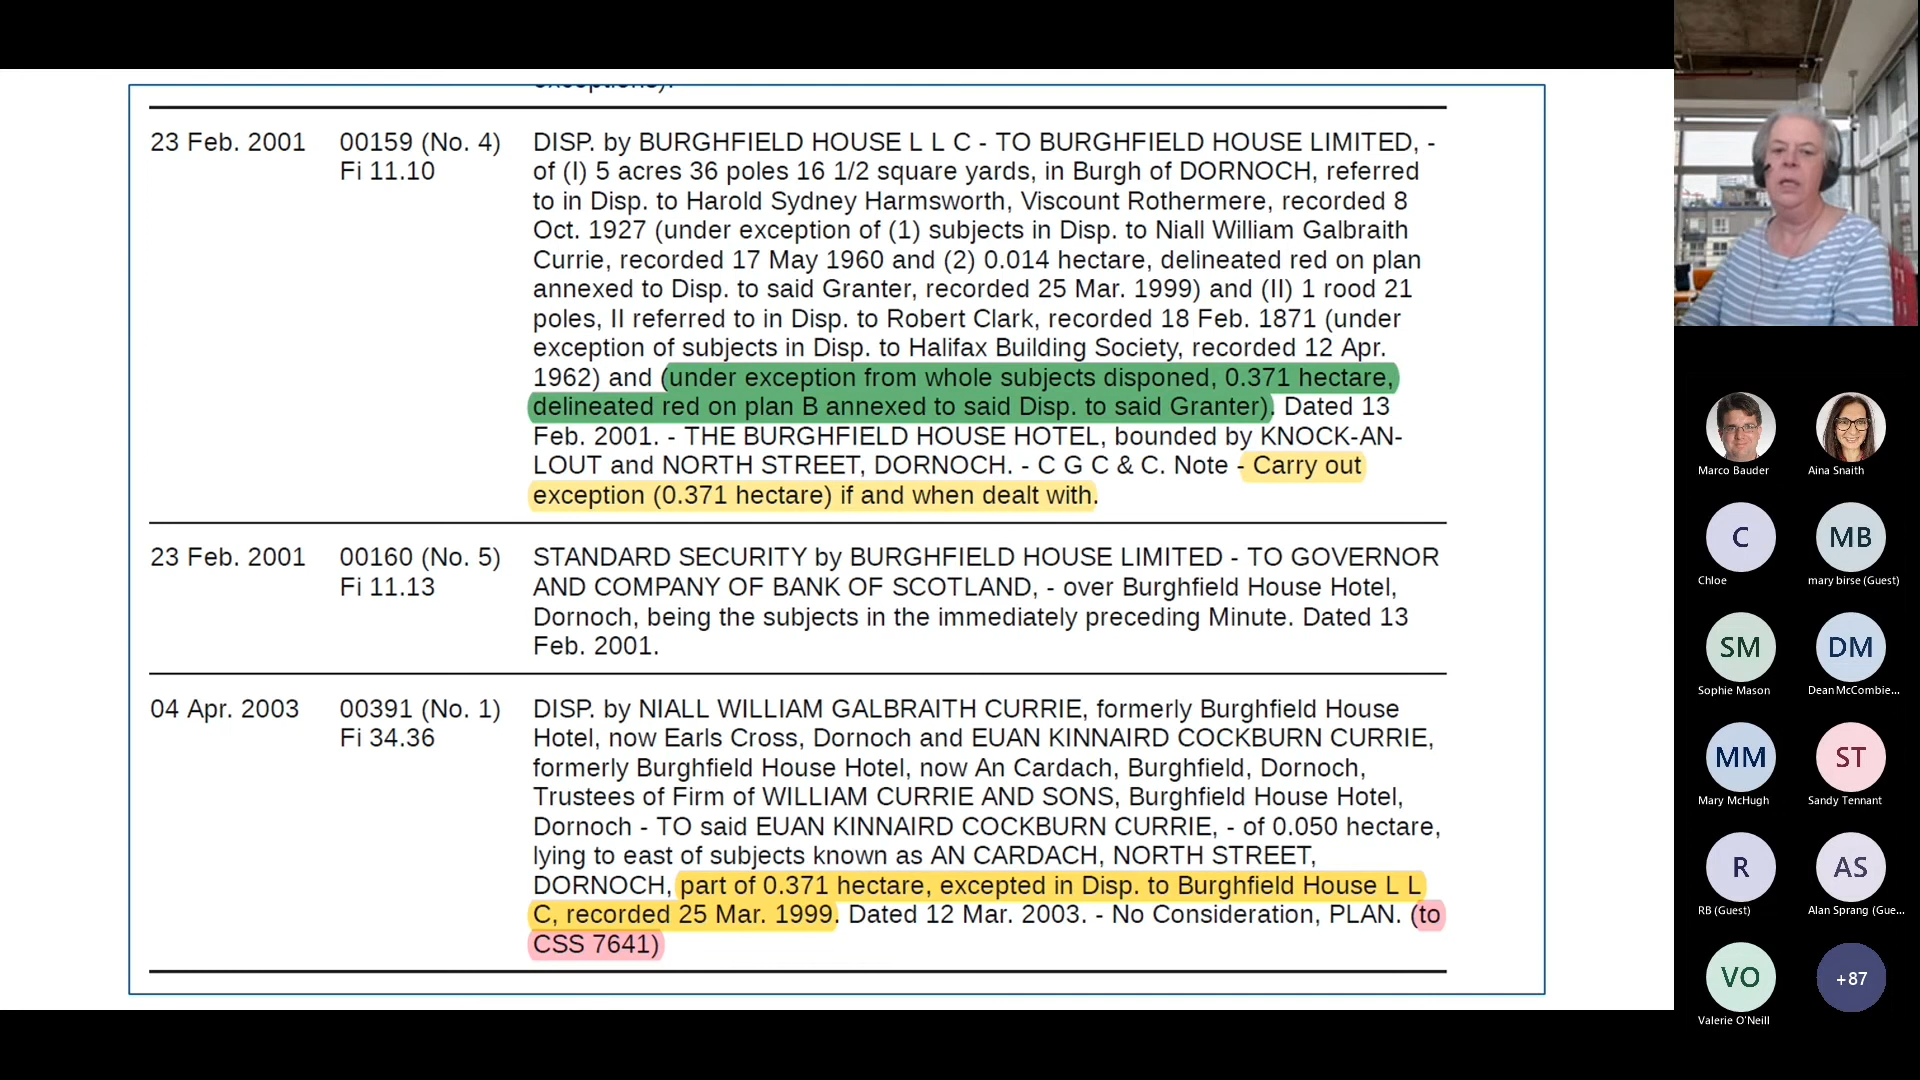 exceptions).
23 Feb. 2001
00159 (No. 4)
Fi 11.10
DISP. by BURGHFIELD HOUSE L L C - TO BURGHFIELD HOUSE LIMITED, -
of (I) 5 acres 36 poles 16 1/2 square yards, in Burgh of DORNOCH, referred
to in Disp. to Harold Sydney Harmsworth, Viscount Rothermere, recorded 8
Oct. 1927 (under exception of (1) subjects in Disp. to Niall William Galbraith
Currie, recorded 17 May 1960 and (2) 0.014 hectare, delineated red on plan
annexed to Disp. to said Granter, recorded 25 Mar. 1999) and (II) 1 rood 21
poles, II referred to in Disp. to Robert Clark, recorded 18 Feb. 1871 (under
exception of subjects in Disp. to Halifax Building Society, recorded 12 Apr.
1962) and (under exception from whole subjects disponed, 0.371 hectare,
delineated red on plan B annexed to said Disp. to said Granter). Dated 13
Feb. 2001. - THE BURGHFIELD HOUSE HOTEL, bounded by KNOCK-AN-
LOUT and NORTH STREET, DORNOCH. - C G C & C. Note - Carry out
exception (0.371 hectare) if and when dealt with.
23 Feb. 2001
00160 (No. 5)
Fi 11.13
STANDARD SECURITY by BURGHFIELD HOUSE LIMITED - TO GOVERNOR
AND COMPANY OF BANK OF SCOTLAND, - over Burghfield House Hotel,
Dornoch, being the subjects in the immediately preceding Minute. Dated 13
Feb. 2001.
04 Apr. 2003
00391 (No. 1)
Fi 34.36
DISP. by NIALL WILLIAM GALBRAITH CURRIE, formerly Burghfield House
Hotel, now Earls Cross, Dornoch and EUAN KINNAIRD COCKBURN CURRIE,
formerly Burghfield House Hotel, now An Cardach, Burghfield, Dornoch,
Trustees of Firm of WILLIAM CURRIE AND SONS, Burghfield House Hotel,
Dornoch - TO said EUAN KINNAIRD COCKBURN CURRIE, - of 0.050 hectare,
lying to east of subjects known as AN CARDACH, NORTH STREET,
DORNOCH, part of 0.371 hectare, excepted in Disp. to Burghfield House L L
C, recorded 25 Mar. 1999. Dated 12 Mar. 2003. - No Consideration, PLAN. (to
CSS 7641)
Marco Bauder
Aina Snaith
C
Chloe
MB
mary birse (Guest)
SM
Sophie Mason
DM
Dean McCombie...
MM
Mary McHugh
ST
Sandy Tennant
R
RB (Guest)
AS
Alan Sprang (Gue...
VO
Valerie O'Neill
+87